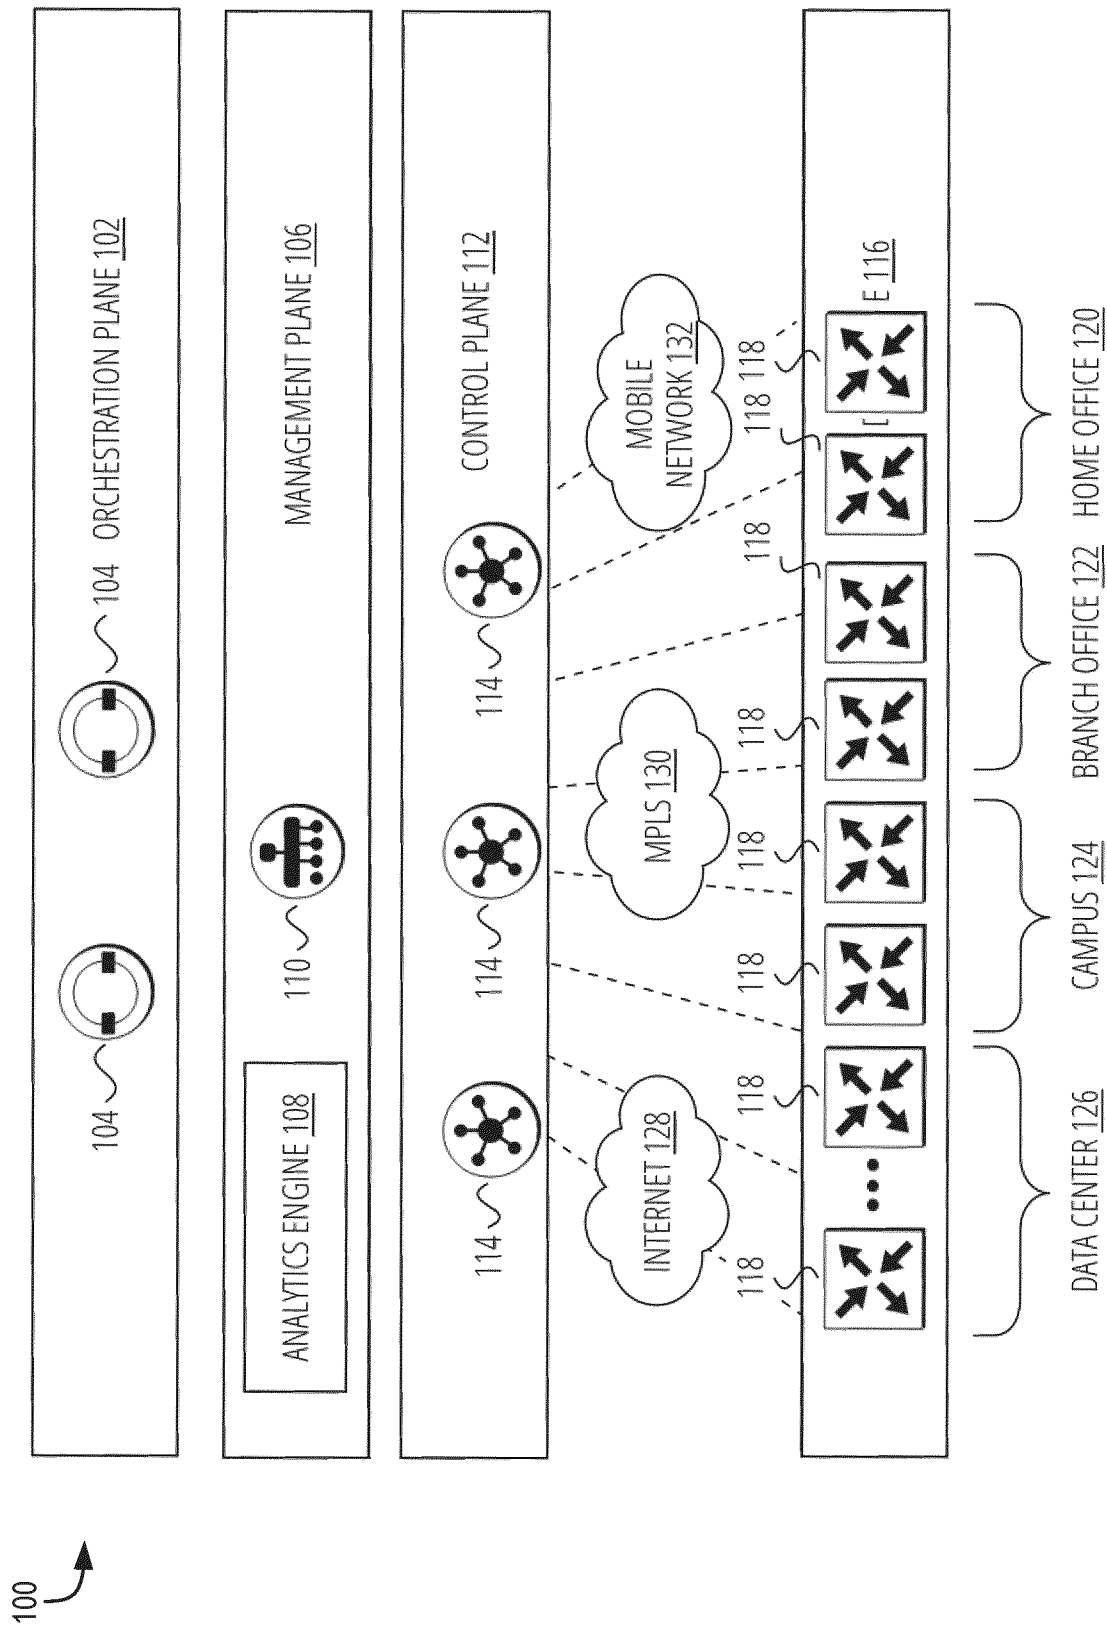 100
104
104
ORCHESTRATION PLANE 102
ANALYTICS ENGINE 108
110
MANAGEMENT PLANE 106
114
114
114
CONTROL PLANE 112
INTERNET 128
MPLS 130
MOBILE
NETWORK 132
118
118
118
118
118
118
118
118
E 116
DATA CENTER 126
CAMPUS 124
BRANCH OFFICE 122
HOME OFFICE 120